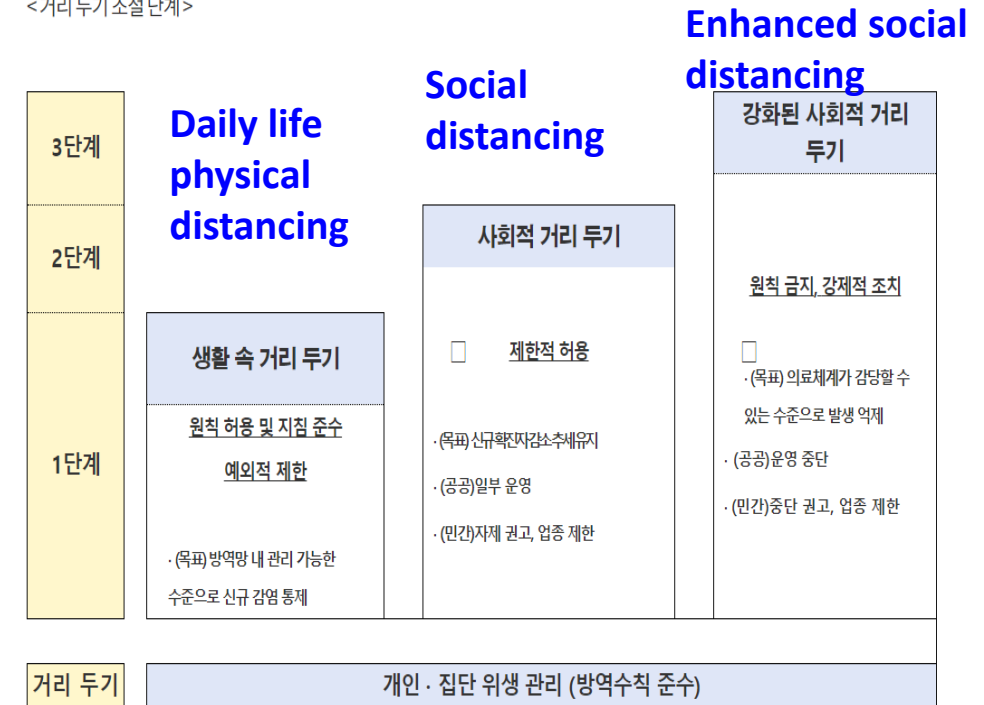 <거리 두기 조절 단계>
Enhanced social
distancing
Social
distancing
Daily life
physical
distancing
3단계
2단계
1단계
강화된 사회적 거리
두기
사회적 거리 두기
생활 속 거리 두기
원칙 허용 및 지침 준수
예외적 제한
· (목표) 방역망 내 관리 가능한
수준으로 신규 감염 통제
제한적 허용
· (목표) 신규확진자감소추세유지
· (공공)일부 운영
· (민간)자제 권고, 업종 제한
원칙 금지, 강제적 조치
· (목표) 의료체계가 감당할 수
있는 수준으로 발생 억제
· (공공)운영 중단
· (민간)중단 권고, 업종 제한
거리 두기
개인 · 집단 위생 관리 (방역수칙 준수)